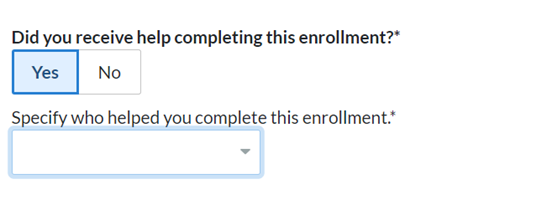 Did you receive help completing this enrollment?*
Yes No
Specify who helped you complete this enrollment.*